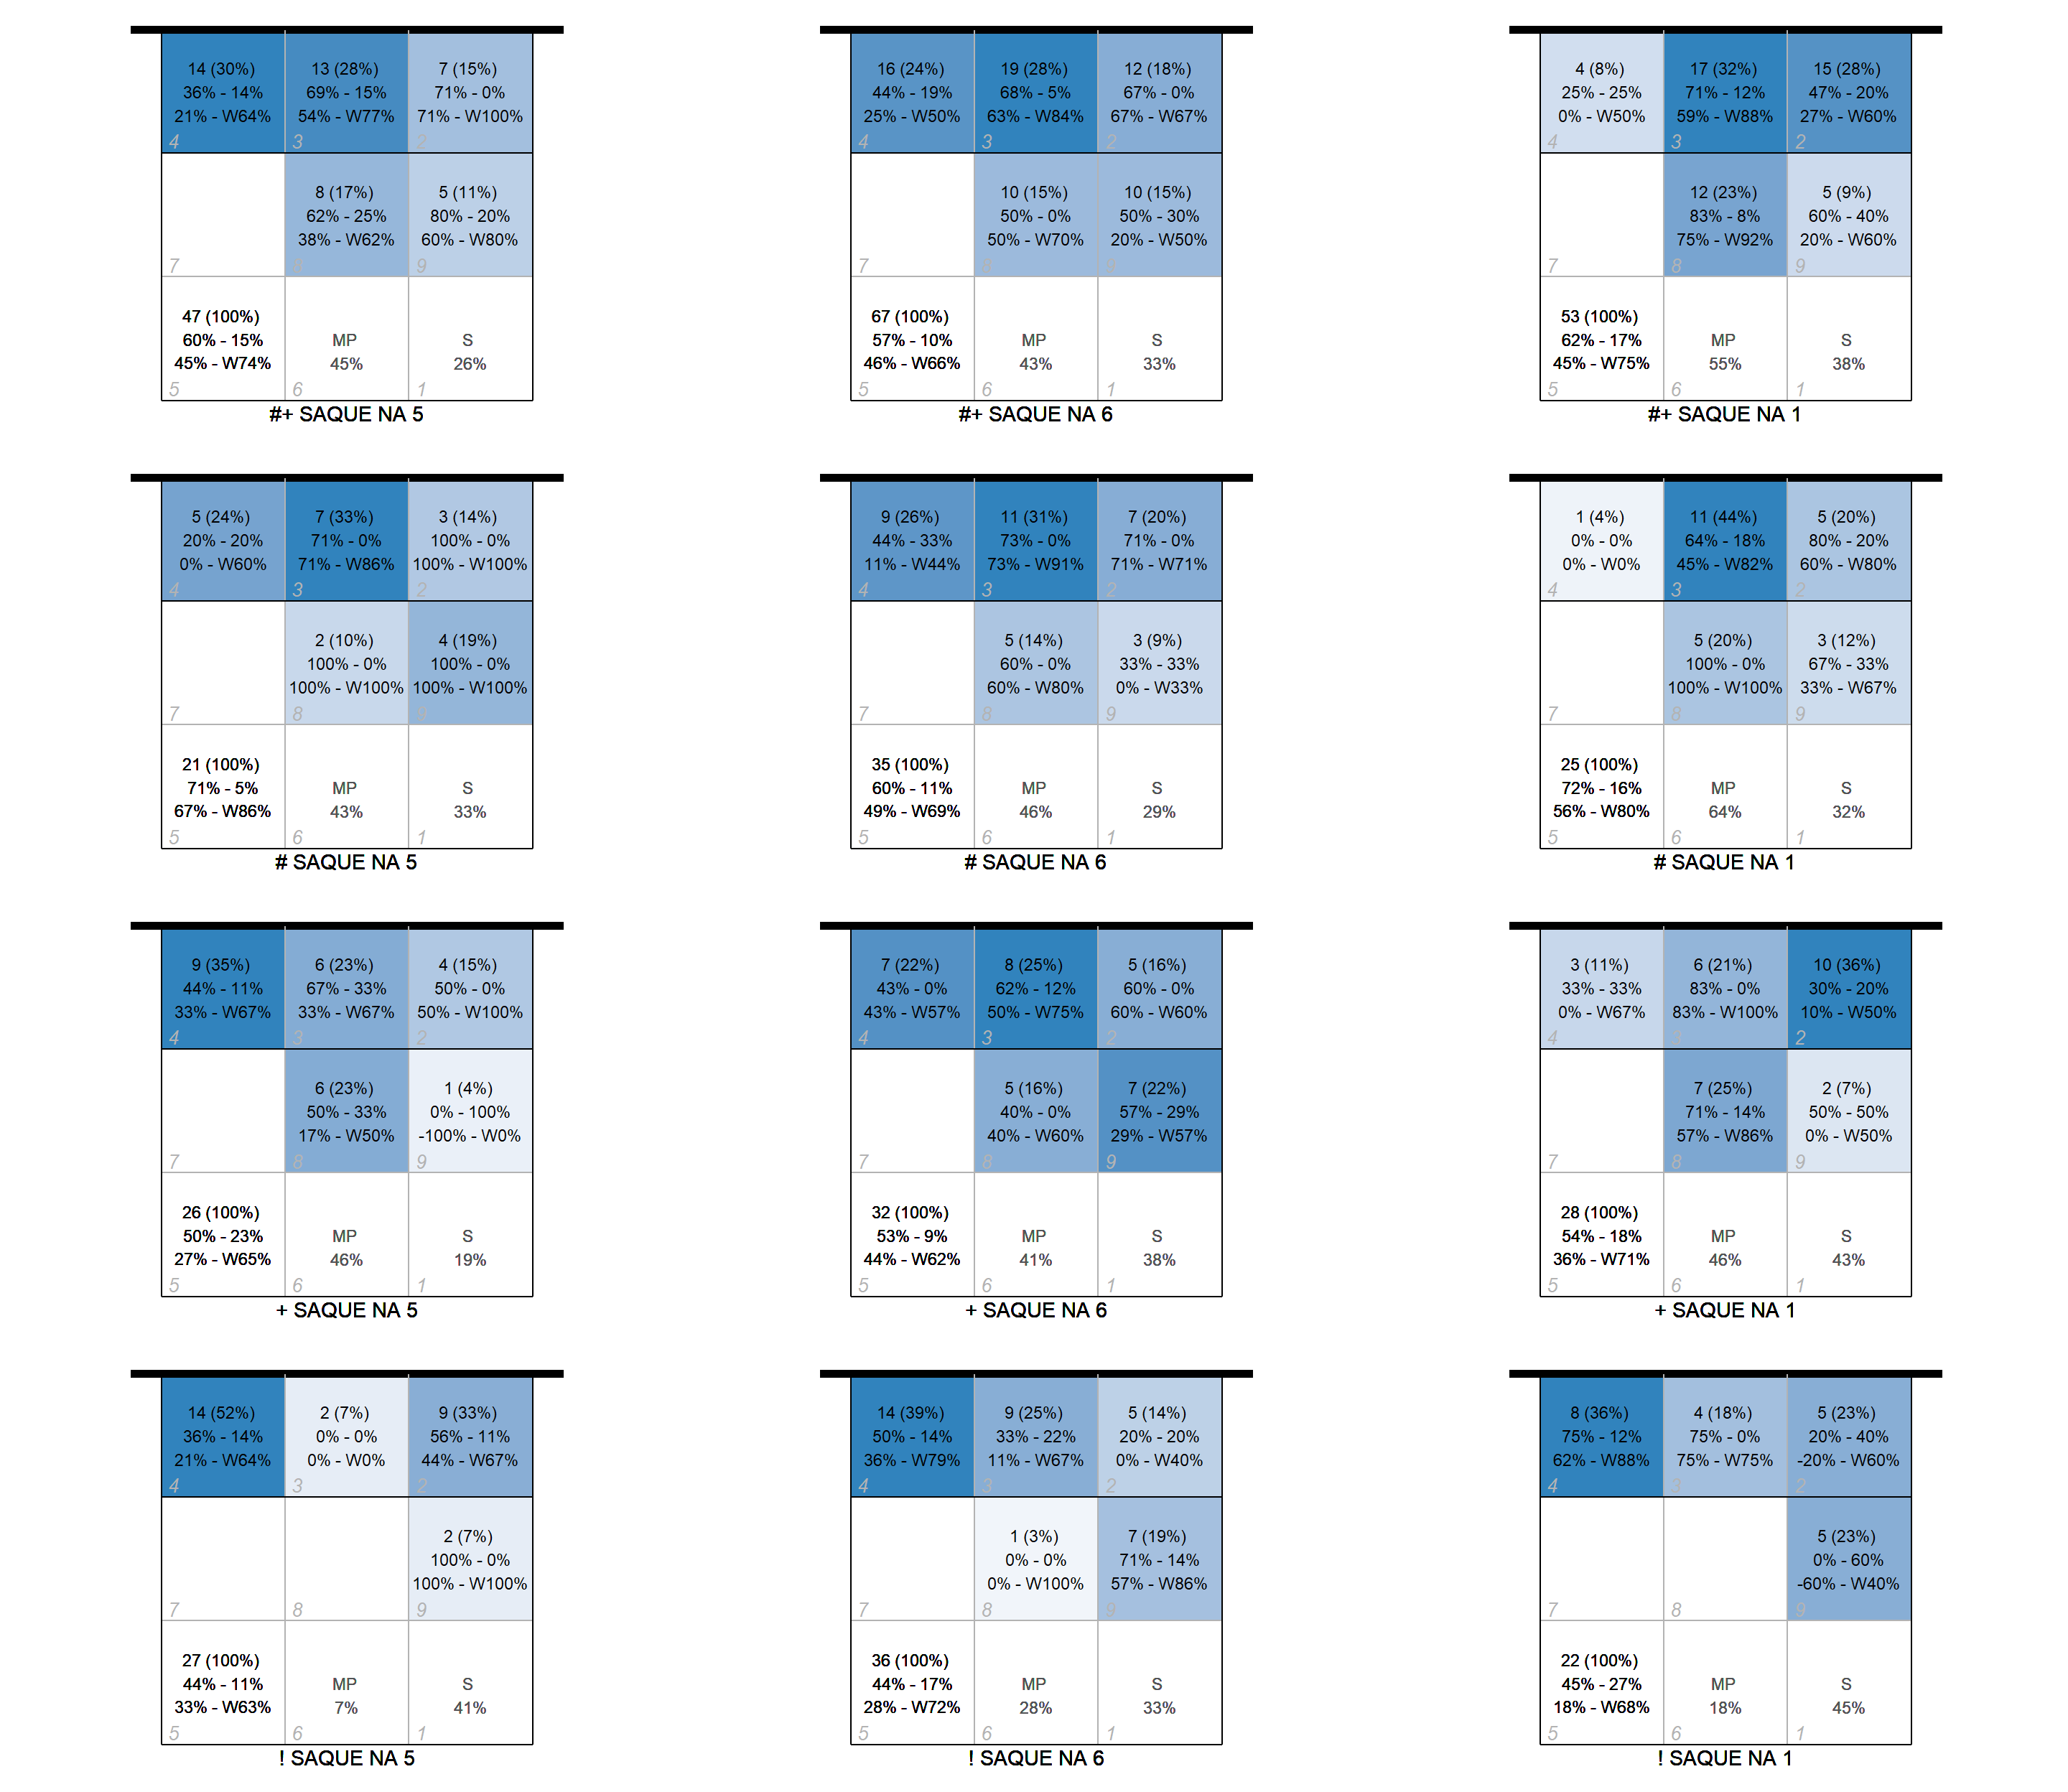 14 (30%)
36% - 14%
21% - W64%
4
13 (28%)
69% - 15%
54% - W77%
3
7 (15%)
71% - 0%
71% - W100%
2
7
8 (17%)
62% - 25%
38% - W62%
8
5 (11%)
80% - 20%
60% - W80%
9
47 (100%)
60% - 15%
45% - W74%
5
MP
45%
6
S
26%
1
#+ SAQUE NA 5
16 (24%)
44% - 19%
25% - W50%
4
19 (28%)
68% - 5%
63% - W84%
3
12 (18%)
67% - 0%
67% - W67%
2
7
10 (15%)
50% - 0%
50% - W70%
8
10 (15%)
50% - 30%
20% - W50%
9
67 (100%)
57% - 10%
46% - W66%
5
MP
43%
6
S
33%
1
#+ SAQUE NA 6
4 (8%)
25% - 25%
0% - W50%
4
17 (32%)
71% - 12%
59% - W88%
3
15 (28%)
47% - 20%
27% - W60%
2
7
12 (23%)
83% - 8%
75% - W92%
8
5 (9%)
60% - 40%
20% - W60%
9
53 (100%)
62% - 17%
45% - W75%
5
MP
55%
6
S
38%
1
#+ SAQUE NA 1
5 (24%)
20% - 20%
0% - W60%
4
7 (33%)
71% - 0%
71% - W86%
3
3 (14%)
100% - 0%
100% - W100%
2
7
2 (10%)
100% - 0%
100% - W100%
8
4 (19%)
100% - 0%
100% - W100%
9
21 (100%)
71% - 5%
67% - W86%
5
MP
43%
6
S
33%
1
# SAQUE NA 5
9 (26%)
44% - 33%
11% - W44%
4
11 (31%)
73% - 0%
73% - W91%
3
7 (20%)
71% - 0%
71% - W71%
2
7
5 (14%)
60% - 0%
60% - W80%
8
3 (9%)
33% - 33%
0% - W33%
9
35 (100%)
60% - 11%
49% - W69%
5
MP
46%
6
S
29%
1
# SAQUE NA 6
1 (4%)
0% - 0%
0% - W0%
4
11 (44%)
64% - 18%
45% - W82%
3
5 (20%)
80% - 20%
60% - W80%
2
7
5 (20%)
100% - 0%
100% - W100%
8
3 (12%)
67% - 33%
33% - W67%
9
25 (100%)
72% - 16%
56% - W80%
5
MP
64%
6
S
32%
1
# SAQUE NA 1
9 (35%)
44% - 11%
33% - W67%
4
6 (23%)
67% - 33%
33% - W67%
3
4 (15%)
50% - 0%
50% - W100%
2
7
6 (23%)
50% - 33%
17% - W50%
8
1 (4%)
0% - 100%
-100% - W0%
9
26 (100%)
50% - 23%
27% - W65%
5
MP
46%
6
S
19%
1
+ SAQUE NA 5
7 (22%)
43% - 0%
43% - W57%
4
8 (25%)
62% - 12%
50% - W75%
3
5 (16%)
60% - 0%
60% - W60%
2
7
5 (16%)
40% - 0%
40% - W60%
8
7 (22%)
57% - 29%
29% - W57%
9
32 (100%)
53% - 9%
44% - W62%
5
MP
41%
6
S
38%
1
+ SAQUE NA 6
3 (11%)
33% - 33%
0% - W67%
4
6 (21%)
83% - 0%
83% - W100%
3
10 (36%)
30% - 20%
10% - W50%
2
7
7 (25%)
71% - 14%
57% - W86%
8
2 (7%)
50% - 50%
0% - W50%
9
28 (100%)
54% - 18%
36% - W71%
5
MP
46%
6
S
43%
1
+ SAQUE NA 1
14 (52%)
36% - 14%
21% - W64%
4
2 (7%)
0% - 0%
0% - W0%
3
9 (33%)
56% - 11%
44% - W67%
2
7
8
2 (7%)
100% - 0%
100% - W100%
9
27 (100%)
44% - 11%
33% - W63%
5
MP
7%
6
S
41%
1
! SAQUE NA 5
14 (39%)
50% - 14%
36% - W79%
4
9 (25%)
33% - 22%
11% - W67%
3
5 (14%)
20% - 20%
0% - W40%
2
7
1 (3%)
0% - 0%
0% - W100%
8
7 (19%)
71% - 14%
57% - W86%
9
36 (100%)
44% - 17%
28% - W72%
5
MP
28%
6
S
33%
1
! SAQUE NA 6
8 (36%)
75% - 12%
62% - W88%
4
4 (18%)
75% - 0%
75% - W75%
3
5 (23%)
20% - 40%
-20% - W60%
2
7
8
5 (23%)
0% - 60%
-60% - W40%
9
22 (100%)
45% - 27%
18% - W68%
5
MP
18%
6
S
45%
1
! SAQUE NA 1